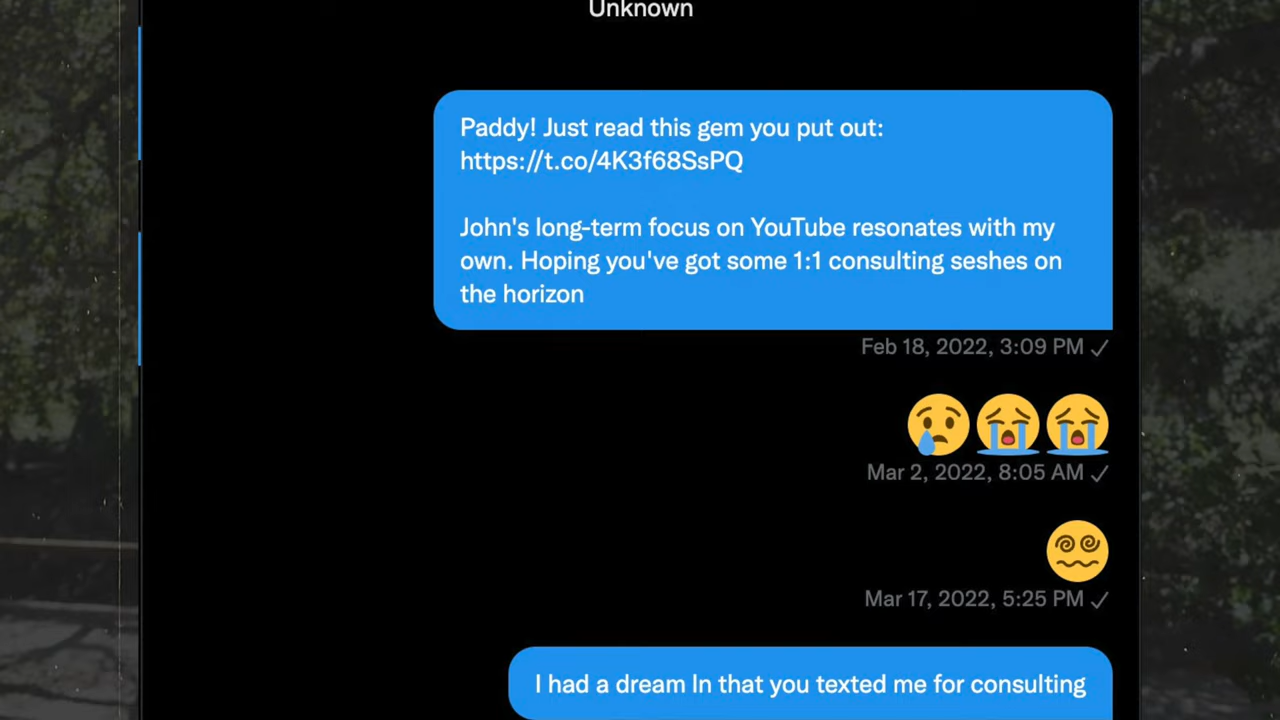 Unknown
Paddy! Just read this gem you put out:
https://t.co/4K3f68SsPQ
John's long-term focus on YouTube resonates with my
own. Hoping you've got some 1:1 consulting seshes on
the horizon
Feb 18, 2022, 3:09 PM ✓
😢😭😭
Mar 2, 2022, 8:05 AM ✓
😵‍💫
Mar 17, 2022, 5:25 PM ✓
I had a dream ln that you texted me for consulting